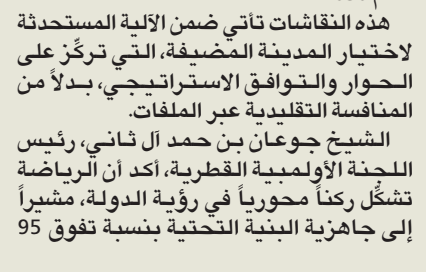 هذه النقاشات تأتي ضمن الآلية المستحدثة
لاختيار المدينة المضيفة، التي تركِّز على
الحوار والتوافق الاستراتيجي، بدلاً من
المنافسة التقليدية عبر الملفات.
الشيخ جوعان بن حمد آل ثاني، رئيس
اللجنة الأولمبية القطرية، أكد أن الرياضة
تشكِّل ركناً محورياً في رؤية الدولة، مشيراً
إلى جاهزية البنية التحتية بنسبة تفوق 95